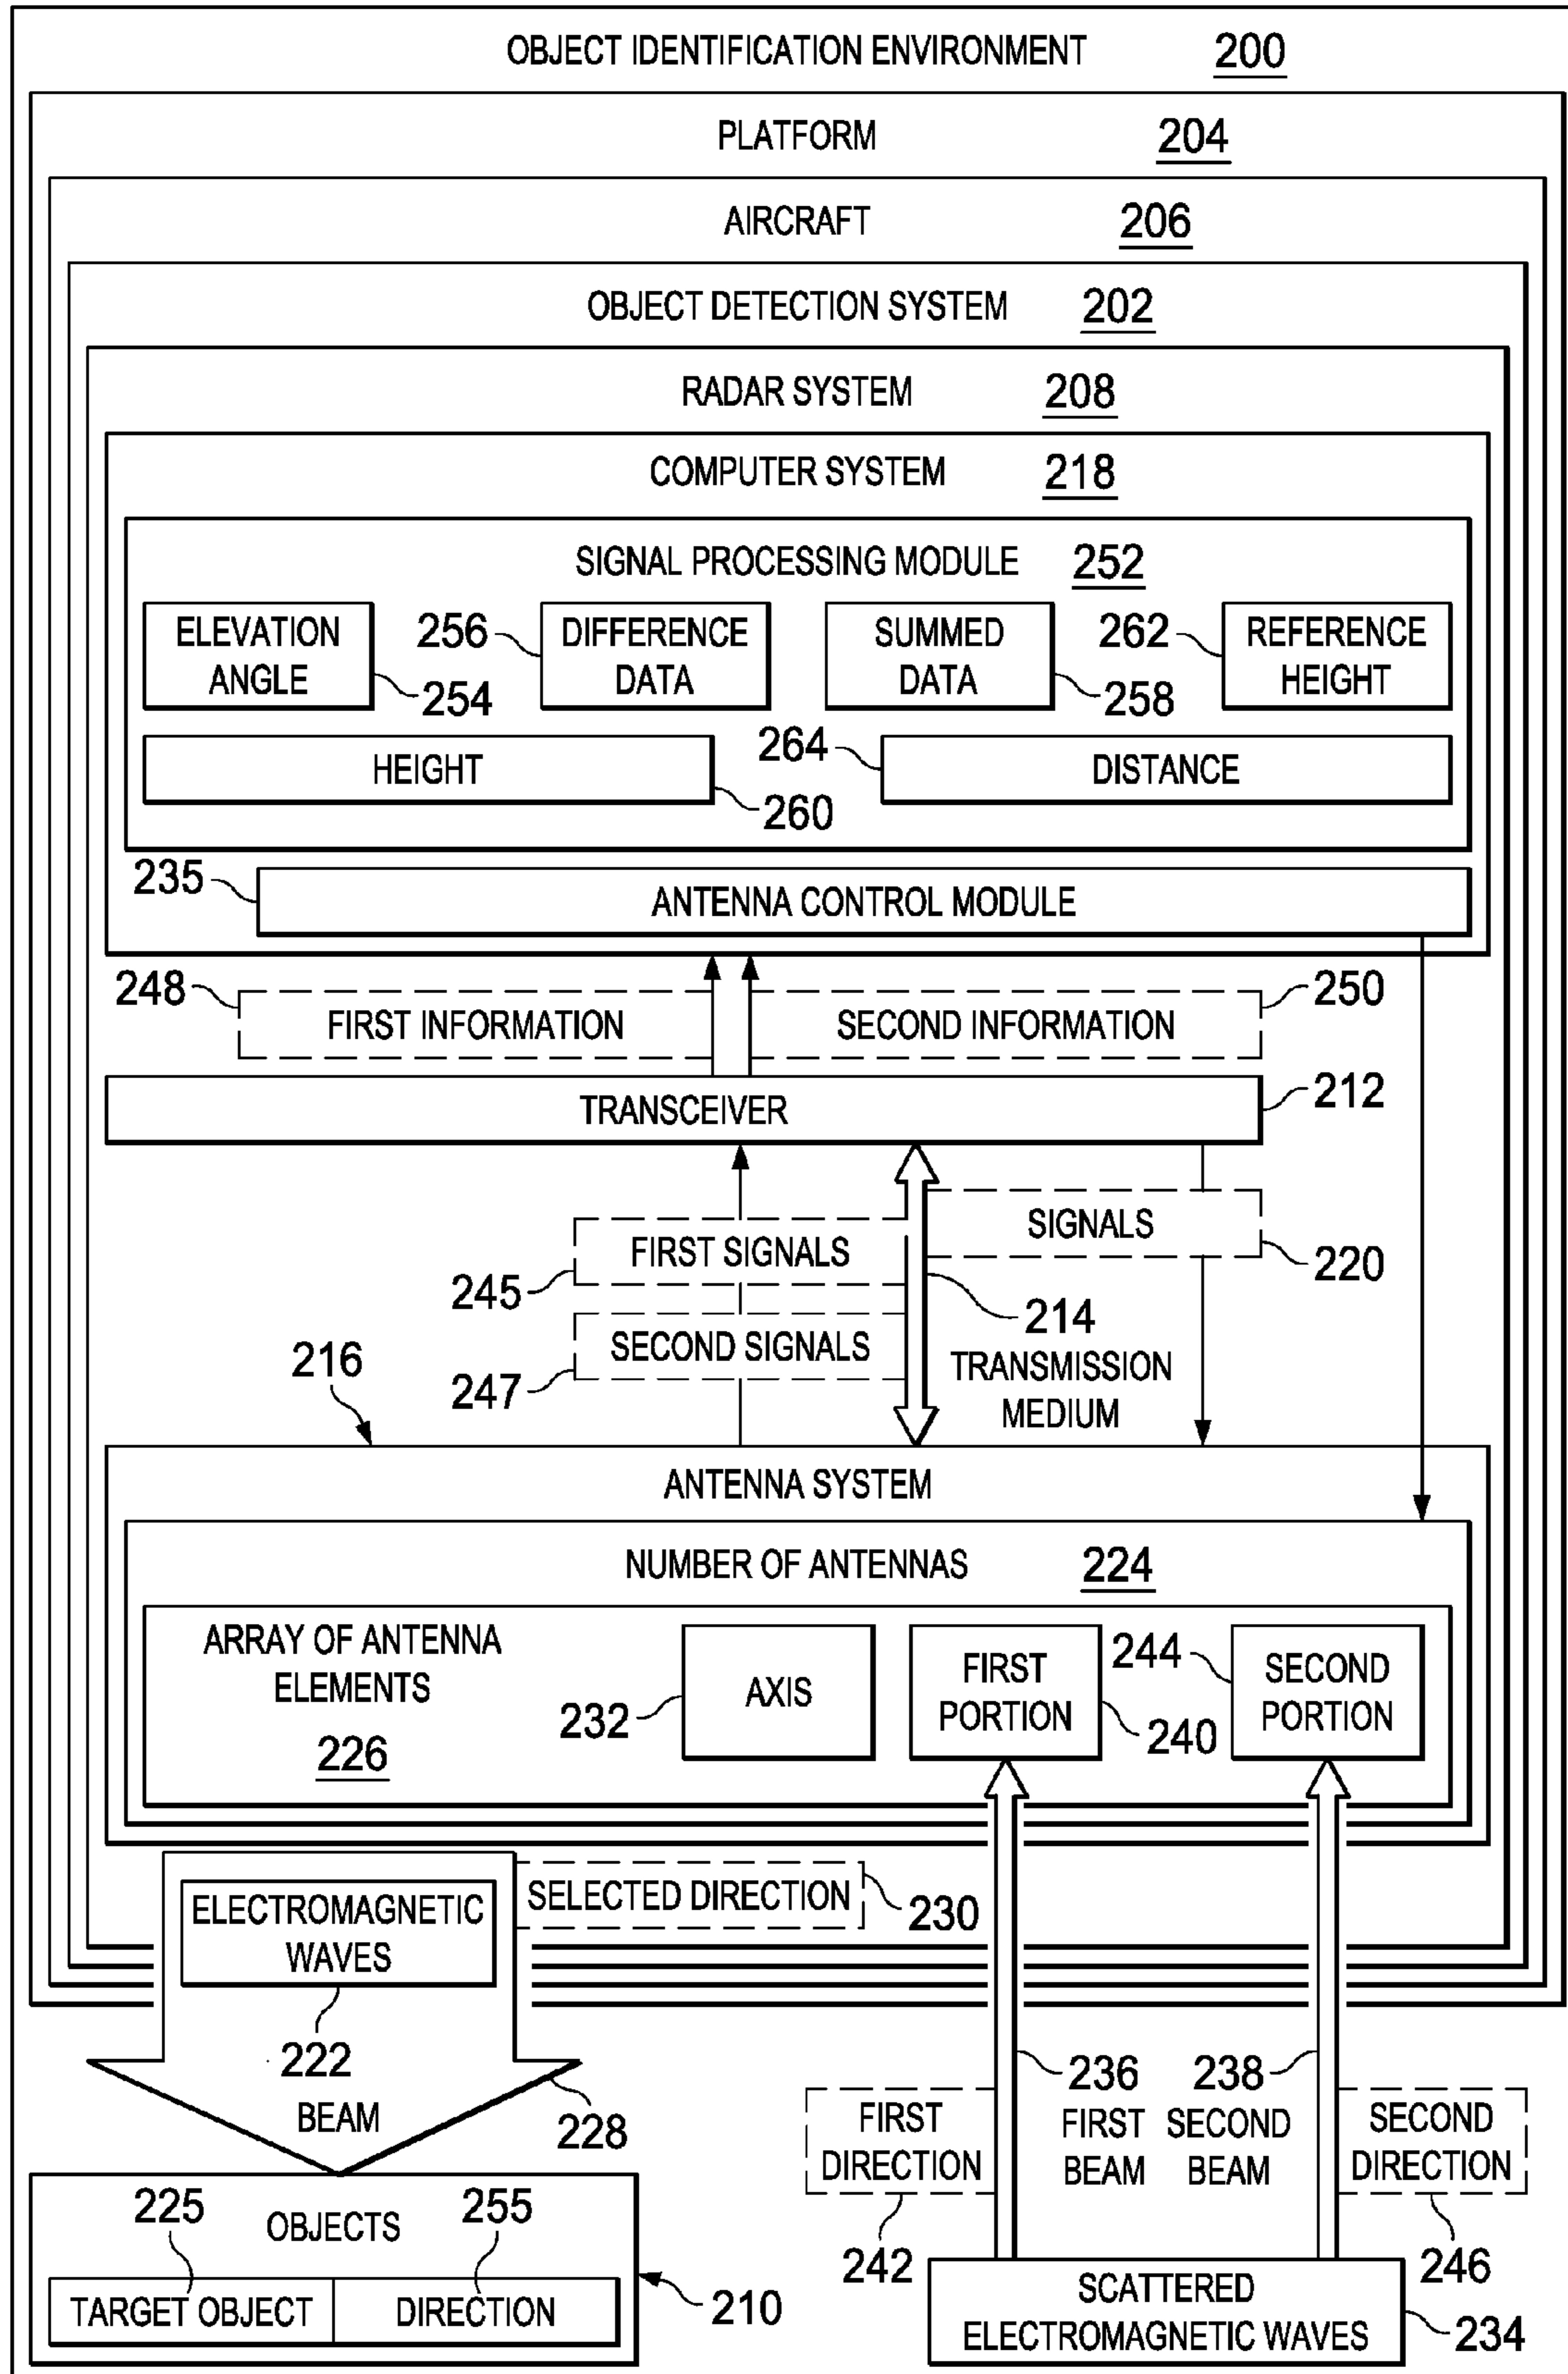 OBJECT IDENTIFICATION ENVIRONMENT 200
PLATFORM 204
AIRCRAFT 206
OBJECT DETECTION SYSTEM 202
RADAR SYSTEM 208
COMPUTER SYSTEM 218
SIGNAL PROCESSING MODULE 252
ELEVATION
ANGLE
254
256
DIFFERENCE
DATA
SUMMED
DATA
258
262
REFERENCE
HEIGHT
HEIGHT
260
264
DISTANCE
235
ANTENNA CONTROL MODULE
248
FIRST INFORMATION
SECOND INFORMATION
250
TRANSCEIVER
212
FIRST SIGNALS
245
SIGNALS
220
SECOND SIGNALS
247
214
TRANSMISSION
MEDIUM
216
ANTENNA SYSTEM
NUMBER OF ANTENNAS 224
ARRAY OF ANTENNA
ELEMENTS
226
232
AXIS
FIRST
PORTION
240
244
SECOND
PORTION
ELECTROMAGNETIC
WAVES
222
SELECTED DIRECTION
230
BEAM
228
236
FIRST
BEAM
238
SECOND
BEAM
FIRST
DIRECTION
242
SECOND
DIRECTION
246
225
OBJECTS
255
TARGET OBJECT
DIRECTION
210
SCATTERED
ELECTROMAGNETIC WAVES
234